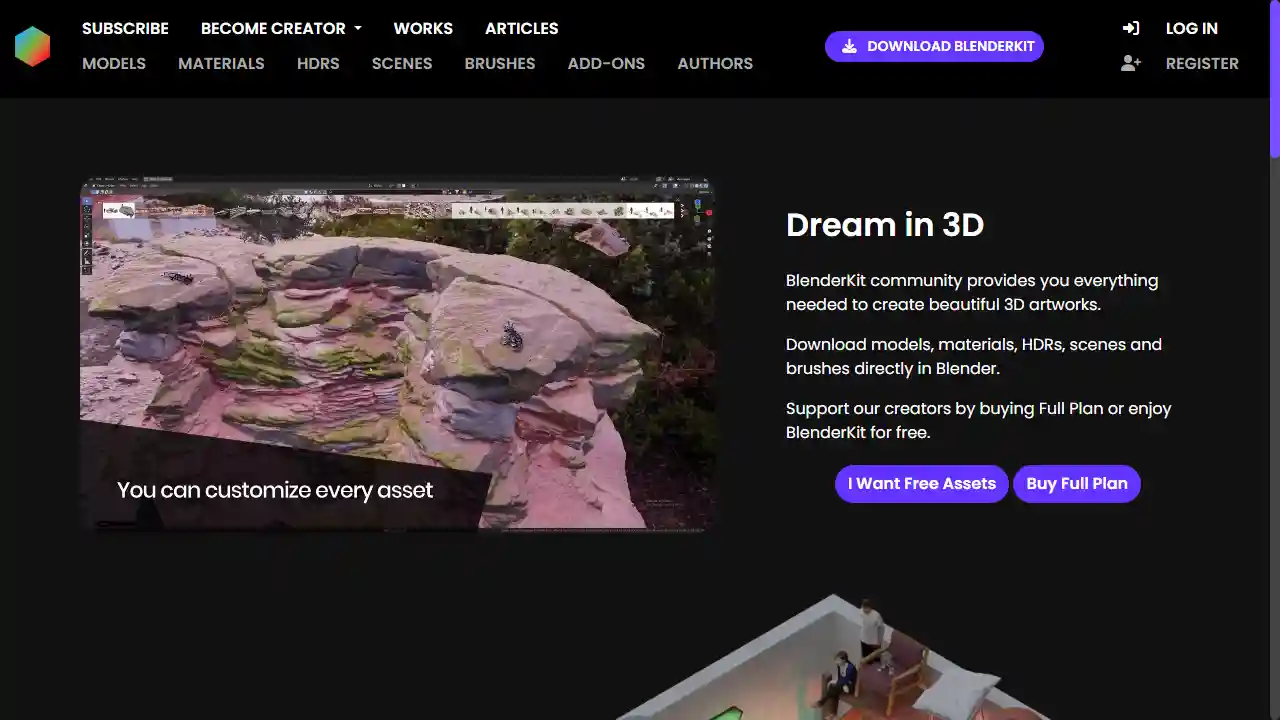 SUBSCRIBE BECOME CREATOR WORKS ARTICLES
MODELS MATERIALS HDRS SCENES BRUSHES ADD-ONS AUTHORS
DOWNLOAD BLENDERKIT
LOG IN
REGISTER
You can customize every asset
Dream in 3D
BlenderKit community provides you everything
needed to create beautiful 3D artworks.
Download models, materials, HDRs, scenes and
brushes directly in Blender.
Support our creators by buying Full Plan or enjoy
BlenderKit for free.
I Want Free Assets
Buy Full Plan